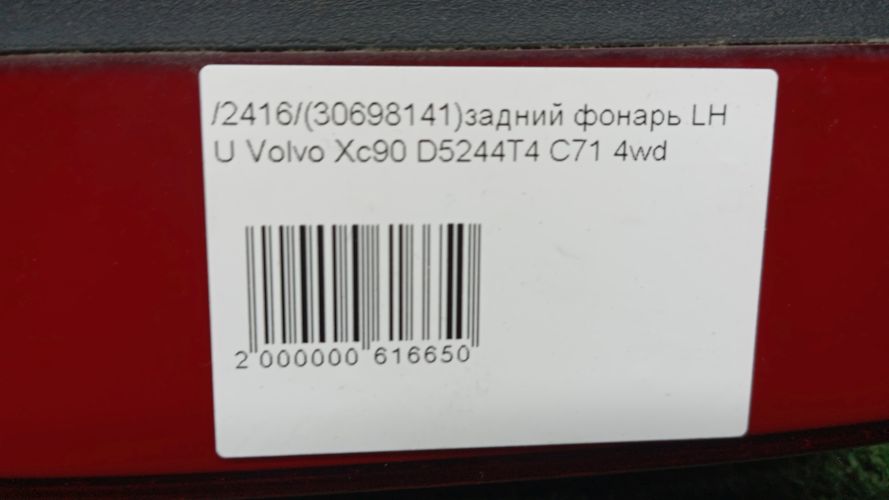 /2416/(30698141)задний фонарь LH
U Volvo Xc90 D5244T4 C71 4wd
2 000000 616650